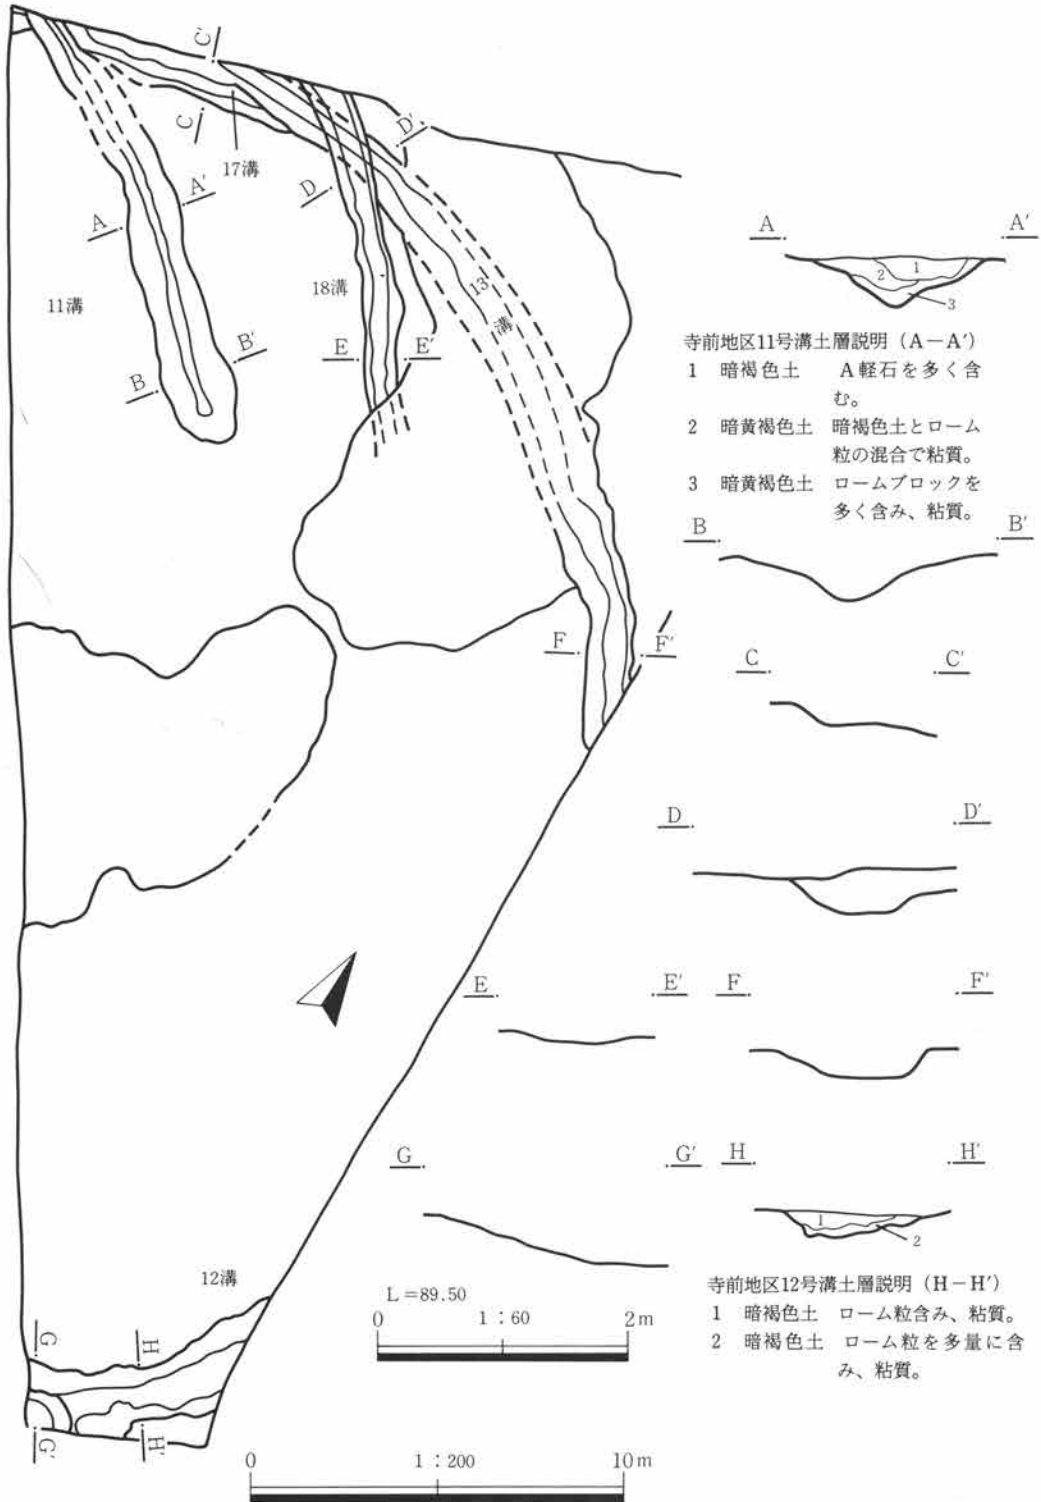 C'
C
17溝
D'
D
A'
A
11溝
18溝
13溝
B'
B
E
E'
F
F'
12溝
G
H
G'
H'
A
A'
1
2
3
寺前地区11号溝土層説明（A－A'）
1 暗褐色土 A軽石を多く含
む。
2 暗黄褐色土 暗褐色土とローム
粒の混合で粘質。
3 暗黄褐色土 ロームブロックを
多く含み、粘質。
B
B'
C
C'
D
D'
E
E'
F
F'
G
G'
H
H'
1
2
寺前地区12号溝土層説明（H－H'）
1 暗褐色土 ローム粒含み、粘質。
2 暗褐色土 ローム粒を多量に含
み、粘質。
L＝89.50
0 1：60 2m
0 1：200 10m